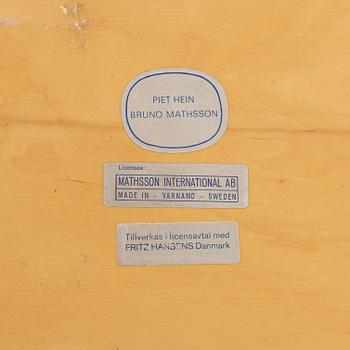 PIET HEIN
BRUNO MATHSSON
Licensee:
MATHSSON INTERNATIONAL AB
MADE IN - VÄRNAMO - SWEDEN
Tillverkas i licensavtal med
FRITZ HANSENS Danmark